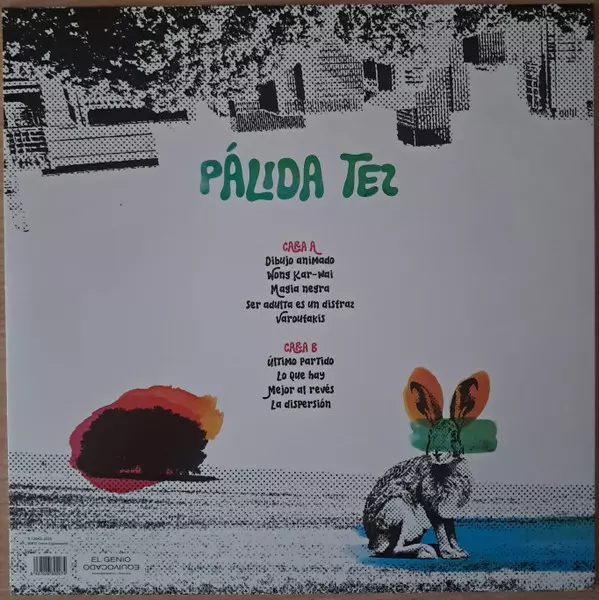 PÁLIDA TEZ
CARA A
Dibujo animado
Wong Kar-wai
Magia negra
Ser adulta es un disfraz
Varoufakis
CARA B
Último partido
Lo que hay
Mejor al revés
La dispersión
EL GENIO
EQUIVOCADO